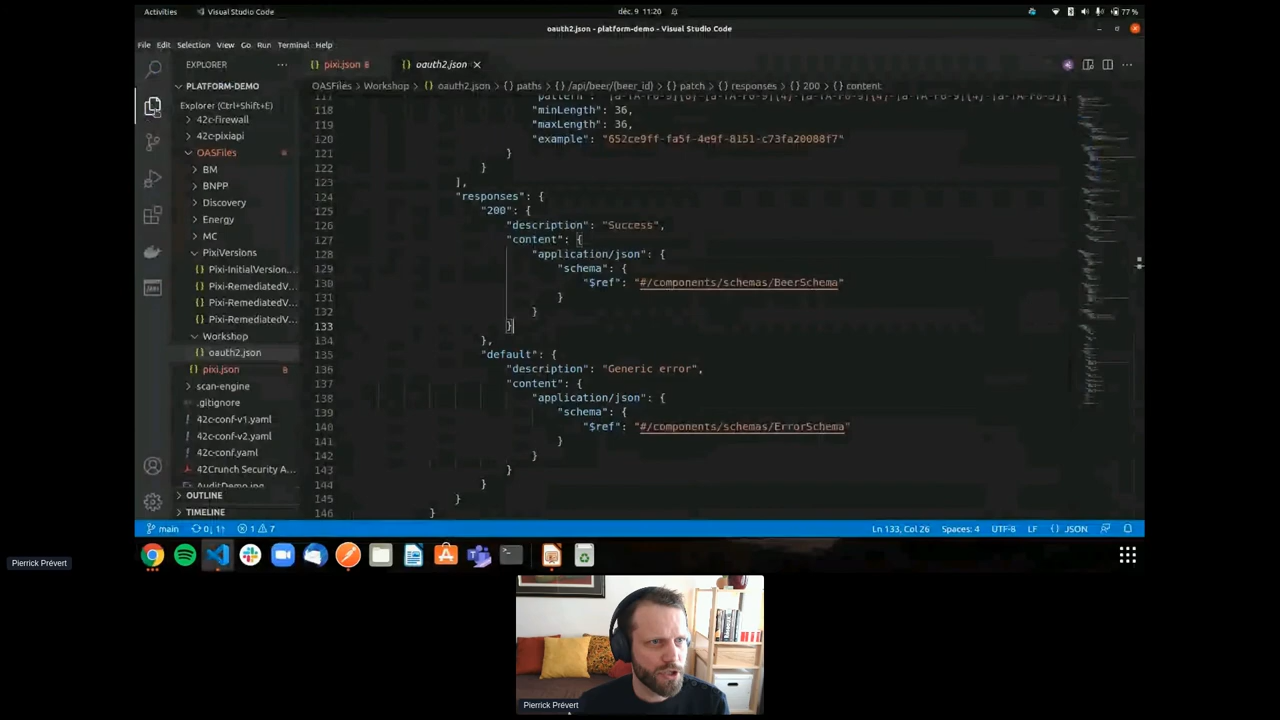 Activities
Visual Studio Code
déc. 9 11:20
77 %
oauth2.json - platform-demo - Visual Studio Code
File Edit Selection View Go Run Terminal Help
EXPLORER
pixi.json 8
oauth2.json
PLATFORM-DEMO
OASFiles > Workshop > {} oauth2.json > {} paths > {} /api/beer/{beer_id} > {} patch > {} responses > {} 200 > {} content
Explorer (Ctrl+Shift+E)
42c-firewall
42c-pixiapi
OASFiles
BM
BNPP
Discovery
Energy
MC
PixiVersions
{} Pixi-InitialVersion....
{} Pixi-RemediatedV...
{} Pixi-RemediatedV...
{} Pixi-RemediatedV...
Workshop
{} oauth2.json
{} pixi.json 8
scan-engine
.gitignore
42c-conf-v1.yaml
42c-conf-v2.yaml
42c-conf.yaml
42Crunch Security A...
OUTLINE
TIMELINE
118 "minLength": 36,
119 "maxLength": 36,
120 "example": "652ce9ff-fa5f-4e9f-8151-c73fa20088f7"
121 }
122 }
123 ],
124 "responses": {
125 "200": {
126 "description": "Success",
127 "content": {
128 "application/json": {
129 "schema": {
130 "$ref": "#/components/schemas/BeerSchema"
131 }
132 }
133 }
134 },
135 "default": {
136 "description": "Generic error",
137 "content": {
138 "application/json": {
139 "schema": {
140 "$ref": "#/components/schemas/ErrorSchema"
141 }
142 }
143 }
144 }
145 }
146 }
main 0↓ 1↑ 1 7
Ln 133, Col 26 Spaces: 4 UTF-8 LF {} JSON
Pierrick Prévert
Pierrick Prévert